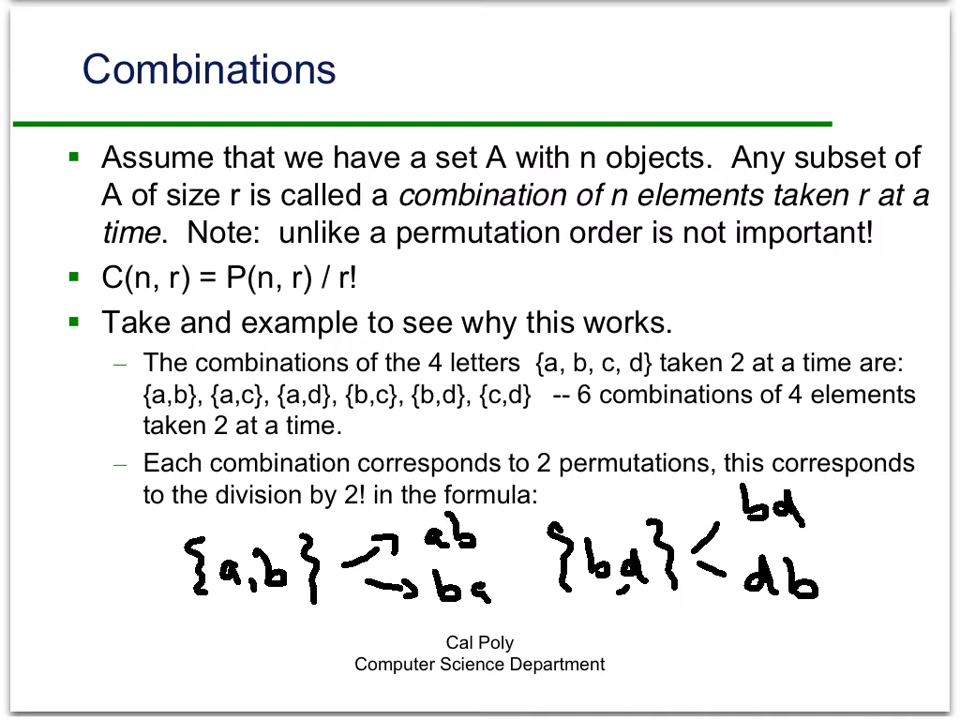 Combinations
Assume that we have a set A with n objects. Any subset of
A of size r is called a combination of n elements taken r at a
time. Note: unlike a permutation order is not important!
C(n, r) = P(n, r) / r!
Take and example to see why this works.
– The combinations of the 4 letters {a, b, c, d} taken 2 at a time are:
{a,b}, {a,c}, {a,d}, {b,c}, {b,d}, {c,d} -- 6 combinations of 4 elements
taken 2 at a time.
– Each combination corresponds to 2 permutations, this corresponds
to the division by 2! in the formula:
{a,b} ab
ba
{b,d} bd
db
Cal Poly
Computer Science Department